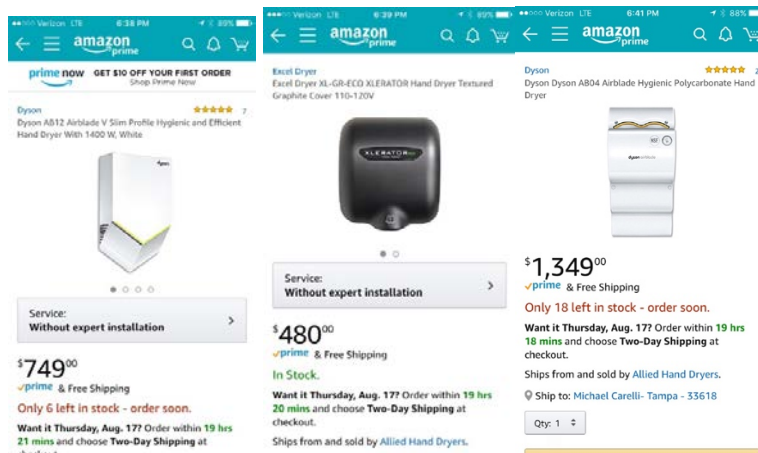 Verizon LTE 6:38 PM 89%
amazon
prime
prime now GET $10 OFF YOUR FIRST ORDER
Shop Prime Now
Dyson 7
Dyson AB12 Airblade V Slim Profile Hygienic and Efficient
Hand Dryer With 1400 W, White
dyson
Service:
Without expert installation
$749 00
prime & Free Shipping
Only 6 left in stock - order soon.
Want it Thursday, Aug. 17? Order within 19 hrs
21 mins and choose Two-Day Shipping at
Verizon LTE 6:39 PM 89%
amazon
prime
Excel Dryer
Excel Dryer XL-GR-ECO XLERATOR Hand Dryer Textured
Graphite Cover 110-120V
XLERATOR
Service:
Without expert installation
$480 00
prime & Free Shipping
In Stock.
Want it Thursday, Aug. 17? Order within 19 hrs
20 mins and choose Two-Day Shipping at
checkout.
Ships from and sold by Allied Hand Dryers.
Verizon LTE 6:41 PM 88%
amazon
prime
Dyson 2
Dyson Dyson AB04 Airblade Hygienic Polycarbonate Hand
Dryer
dyson airblade
$1,349 00
prime & Free Shipping
Only 18 left in stock - order soon.
Want it Thursday, Aug. 17? Order within 19 hrs
18 mins and choose Two-Day Shipping at
checkout.
Ships from and sold by Allied Hand Dryers.
Ship to: Michael Carelli- Tampa - 33618
Qty: 1